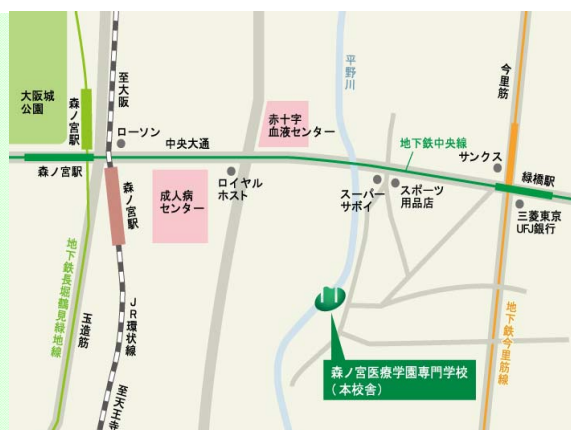 大阪城
公園
森ノ宮駅
至大阪
ローソン
中央大通
赤十字
血液センター
平野川
地下鉄中央線
今里筋
サンクス
緑橋駅
森ノ宮駅
森ノ宮駅
成人病
センター
ロイヤル
ホスト
スーパー
サボイ
スポーツ
用品店
三菱東京
UFJ銀行
地下鉄長堀鶴見緑地線
玉造筋
JR環状線
至天王寺
地下鉄今里筋線
森ノ宮医療学園専門学校
（本校舎）